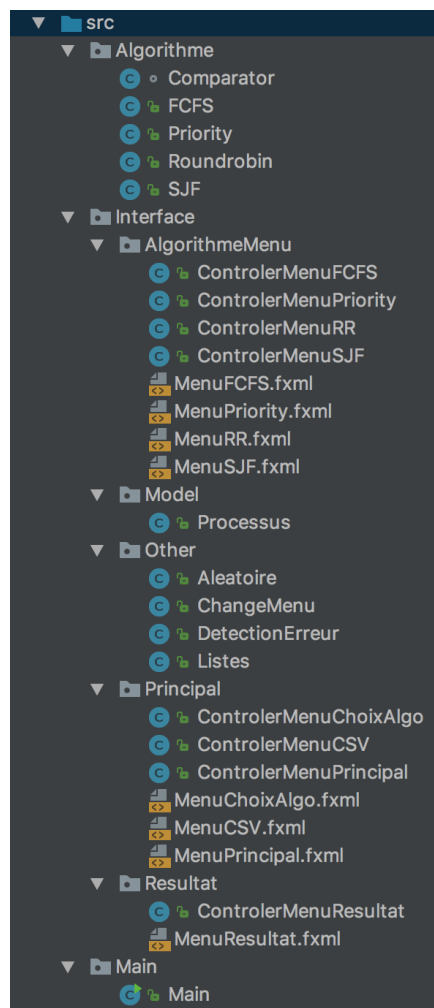 src
Algorithme
Comparator
FCFS
Priority
Roundrobin
SJF
Interface
AlgorithmeMenu
ControlerMenuFCFS
ControlerMenuPriority
ControlerMenuRR
ControlerMenuSJF
MenuFCFS.fxml
MenuPriority.fxml
MenuRR.fxml
MenuSJF.fxml
Model
Processus
Other
Aleatoire
ChangeMenu
DetectionErreur
Listes
Principal
ControlerMenuChoixAlgo
ControlerMenuCSV
ControlerMenuPrincipal
MenuChoixAlgo.fxml
MenuCSV.fxml
MenuPrincipal.fxml
Resultat
ControlerMenuResultat
MenuResultat.fxml
Main
Main